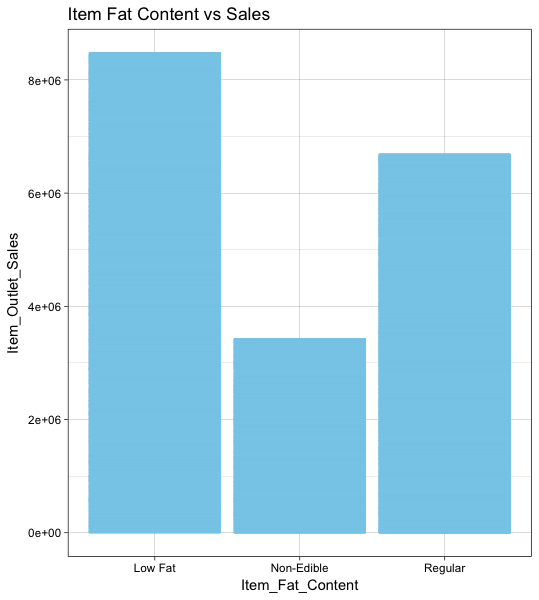 Item Fat Content vs Sales
Item_Outlet_Sales
8e+06
6e+06
4e+06
2e+06
0e+00
Low Fat
Non-Edible
Regular
Item_Fat_Content